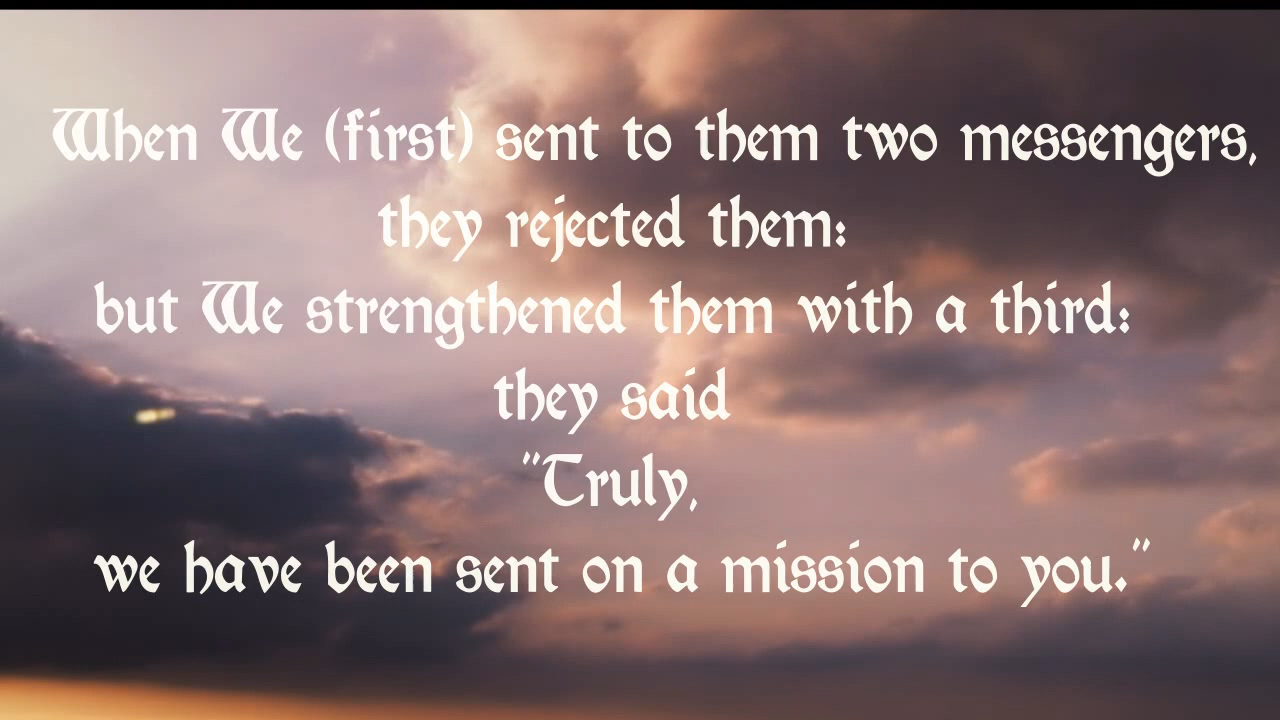 When We (first) sent to them two messengers,
they rejected them:
but We strengthened them with a third:
they said
"Truly,
we have been sent on a mission to you."